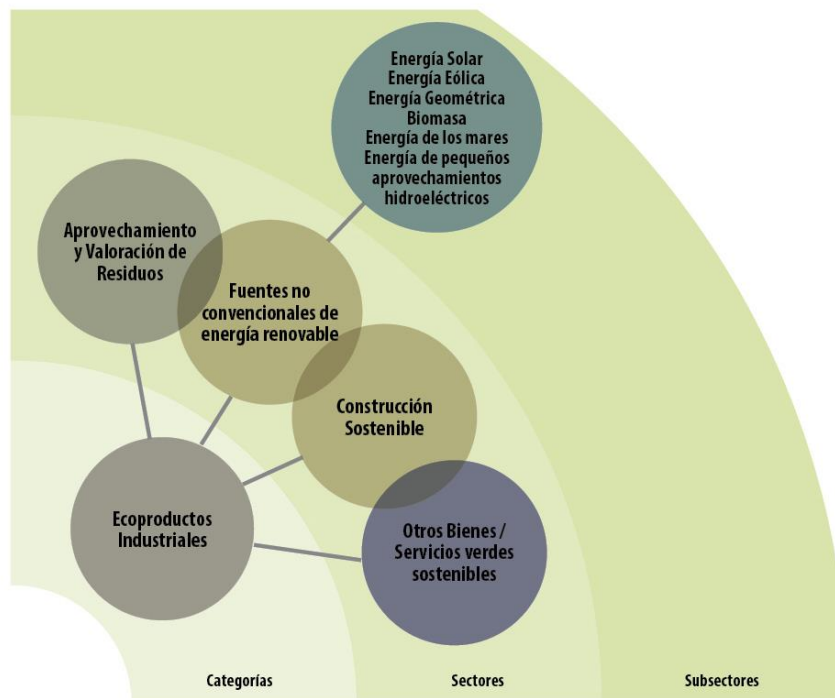 Energía Solar
Energía Eólica
Energía Geométrica
Biomasa
Energía de los mares
Energía de pequeños
aprovechamientos
hidroeléctricos
Aprovechamiento
y Valoración de
Residuos
Fuentes no
convencionales de
energía renovable
Construcción
Sostenible
Ecoproductos
Industriales
Otros Bienes /
Servicios verdes
sostenibles
Categorías
Sectores
Subsectores